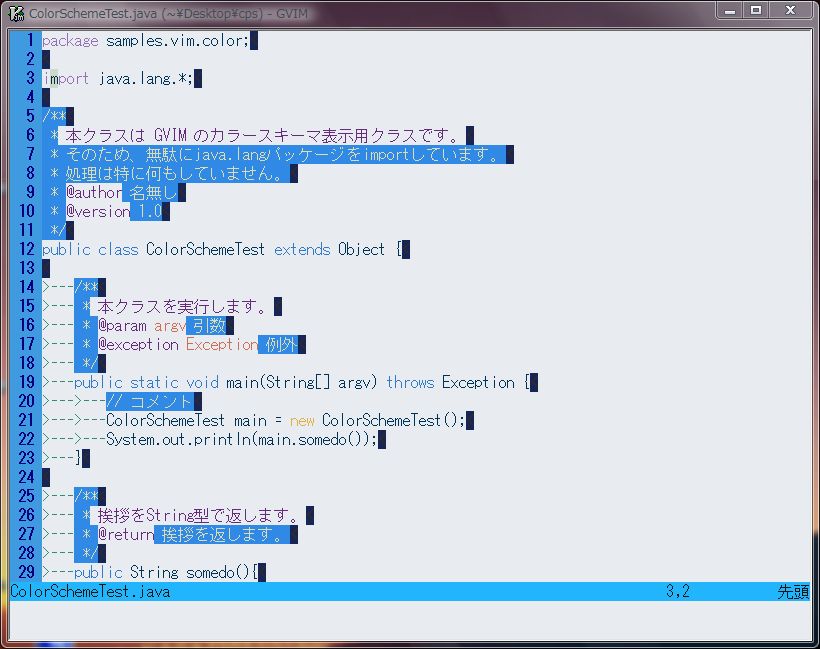 ColorSchemeTest.java (~¥Desktop¥cps) - GVIM
1 package samples.vim.color;
2
3 import java.lang.*;
4
5 /**
6  * 本クラスは GVIM のカラースキーマ表示用クラスです。
7  * そのため、無駄にjava.langパッケージをimportしています。
8  * 処理は特に何もしていません。
9  * @author 名無し
10  * @version 1.0
11  */
12 public class ColorSchemeTest extends Object {
13
14 >---/**
15 >--- * 本クラスを実行します。
16 >--- * @param argv 引数
17 >--- * @exception Exception 例外
18 >--- */
19 >---public static void main(String[] argv) throws Exception {
20 >--->---// コメント
21 >--->---ColorSchemeTest main = new ColorSchemeTest();
22 >--->---System.out.println(main.somedo());
23 >---}
24
25 >---/**
26 >--- * 挨拶をString型で返します。
27 >--- * @return 挨拶を返します。
28 >--- */
29 >---public String somedo(){
ColorSchemeTest.java 3,2 先頭